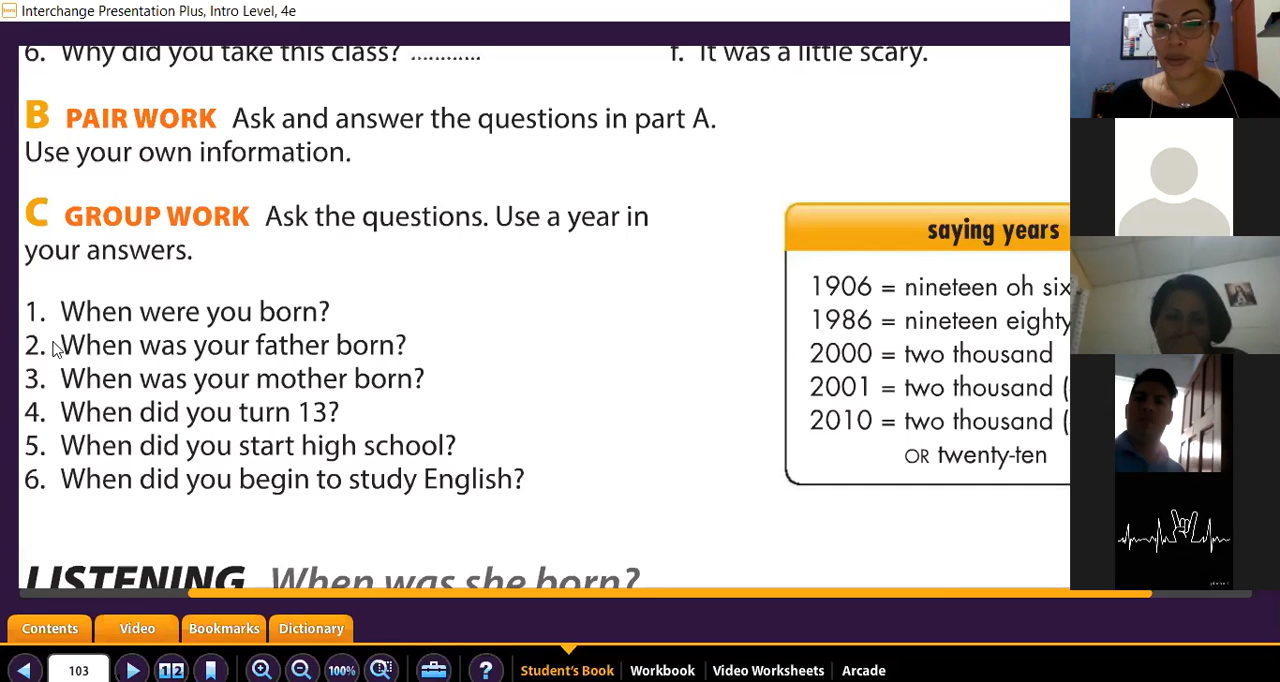 Interchange Presentation Plus, Intro Level, 4e
6. Why did you take this class? ............ f. It was a little scary.
B PAIR WORK Ask and answer the questions in part A.
Use your own information.
C GROUP WORK Ask the questions. Use a year in
your answers.
1. When were you born?
2. When was your father born?
3. When was your mother born?
4. When did you turn 13?
5. When did you start high school?
6. When did you begin to study English?
saying years
1906 = nineteen oh six
1986 = nineteen eighty
2000 = two thousand
2001 = two thousand (
2010 = two thousand (
OR twenty-ten
LISTENING When was she born?
Contents Video Bookmarks Dictionary
103 1 2 100% ? Student's Book Workbook Video Worksheets Arcade